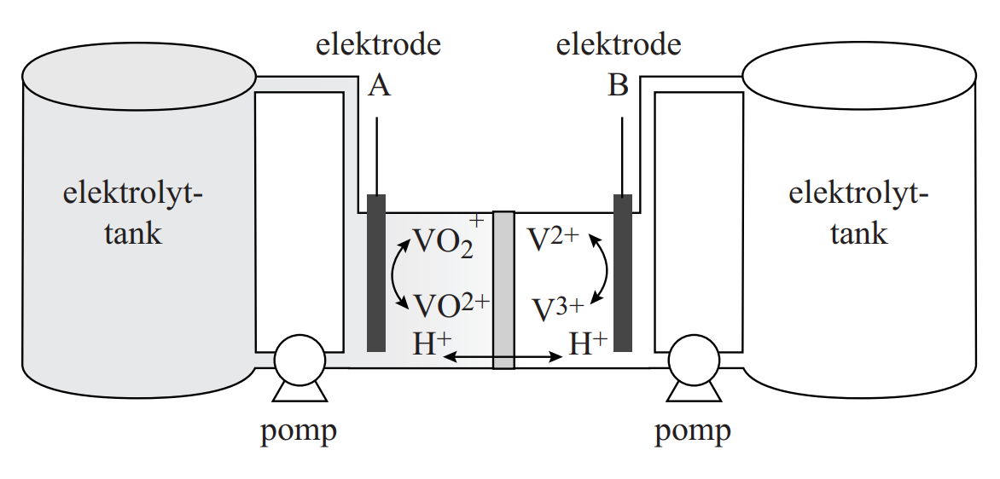 elektrode
A
elektrode
B
elektrolyt-
tank
elektrolyt-
tank
VO₂⁺
VO²⁺
H⁺
V²⁺
V³⁺
H⁺
pomp
pomp